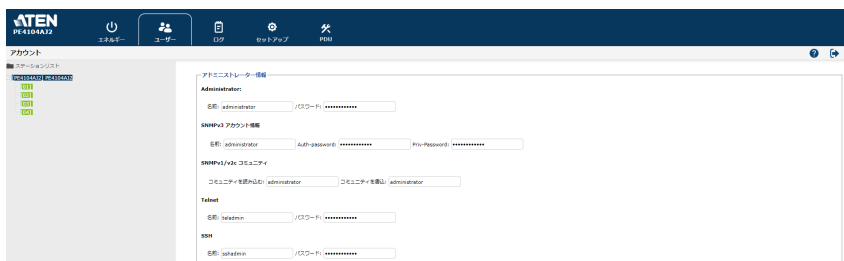 ATEN
PE4104AJ2
エネルギー
ユーザー
ログ
セットアップ
PDU
アカウント
ステーションリスト
[PE4104AJ2] PE4104AJ2
[01]
[02]
[03]
[04]
アドミニストレーター情報
Administrator:
名前: administrator パスワード: ••••••••••••
SNMPv3 アカウント情報
名前: administrator Auth-password: ••••••••••••  Priv-Password: ••••••••••••
SNMPv1/v2c コミュニティ
コミュニティを読み込む: administrator コミュニティを書込: administrator
Telnet
名前: teladmin パスワード: ••••••••••••
SSH
名前: sshadmin パスワード: ••••••••••••